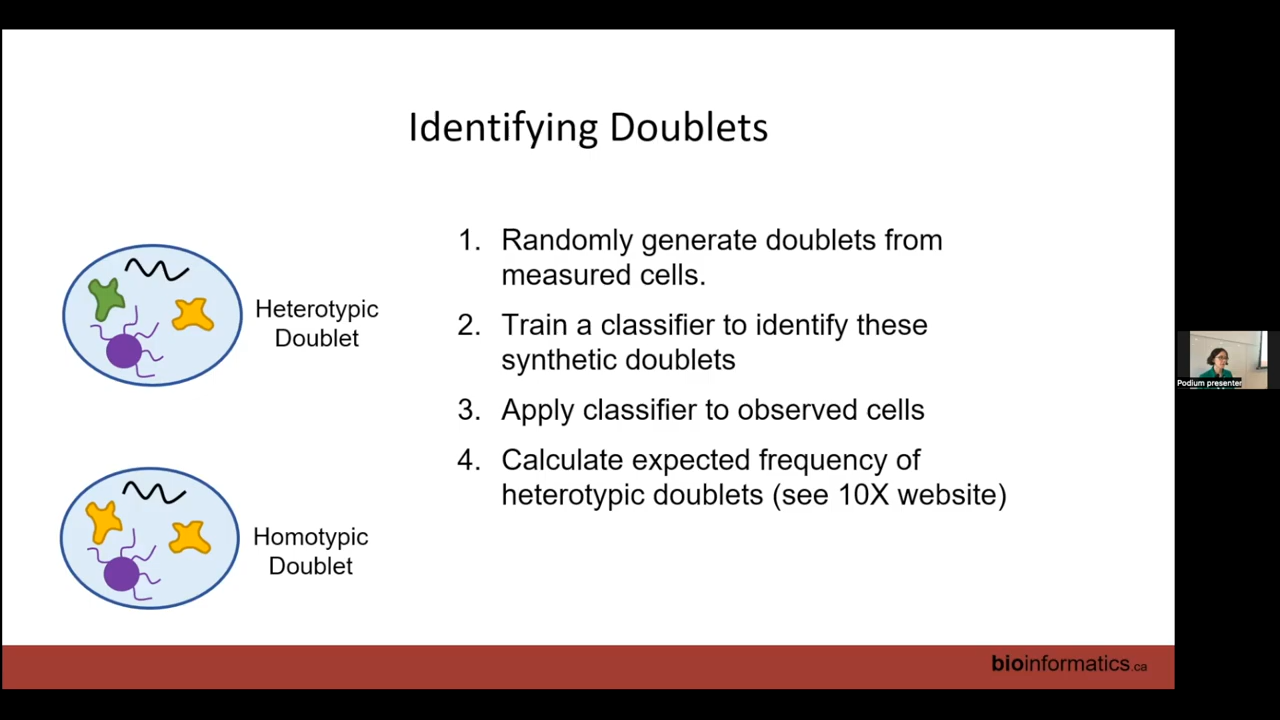 Identifying Doublets
Heterotypic
Doublet
Homotypic
Doublet
1. Randomly generate doublets from
measured cells.
2. Train a classifier to identify these
synthetic doublets
3. Apply classifier to observed cells
4. Calculate expected frequency of
heterotypic doublets (see 10X website)
bioinformatics.ca
Podium presenter